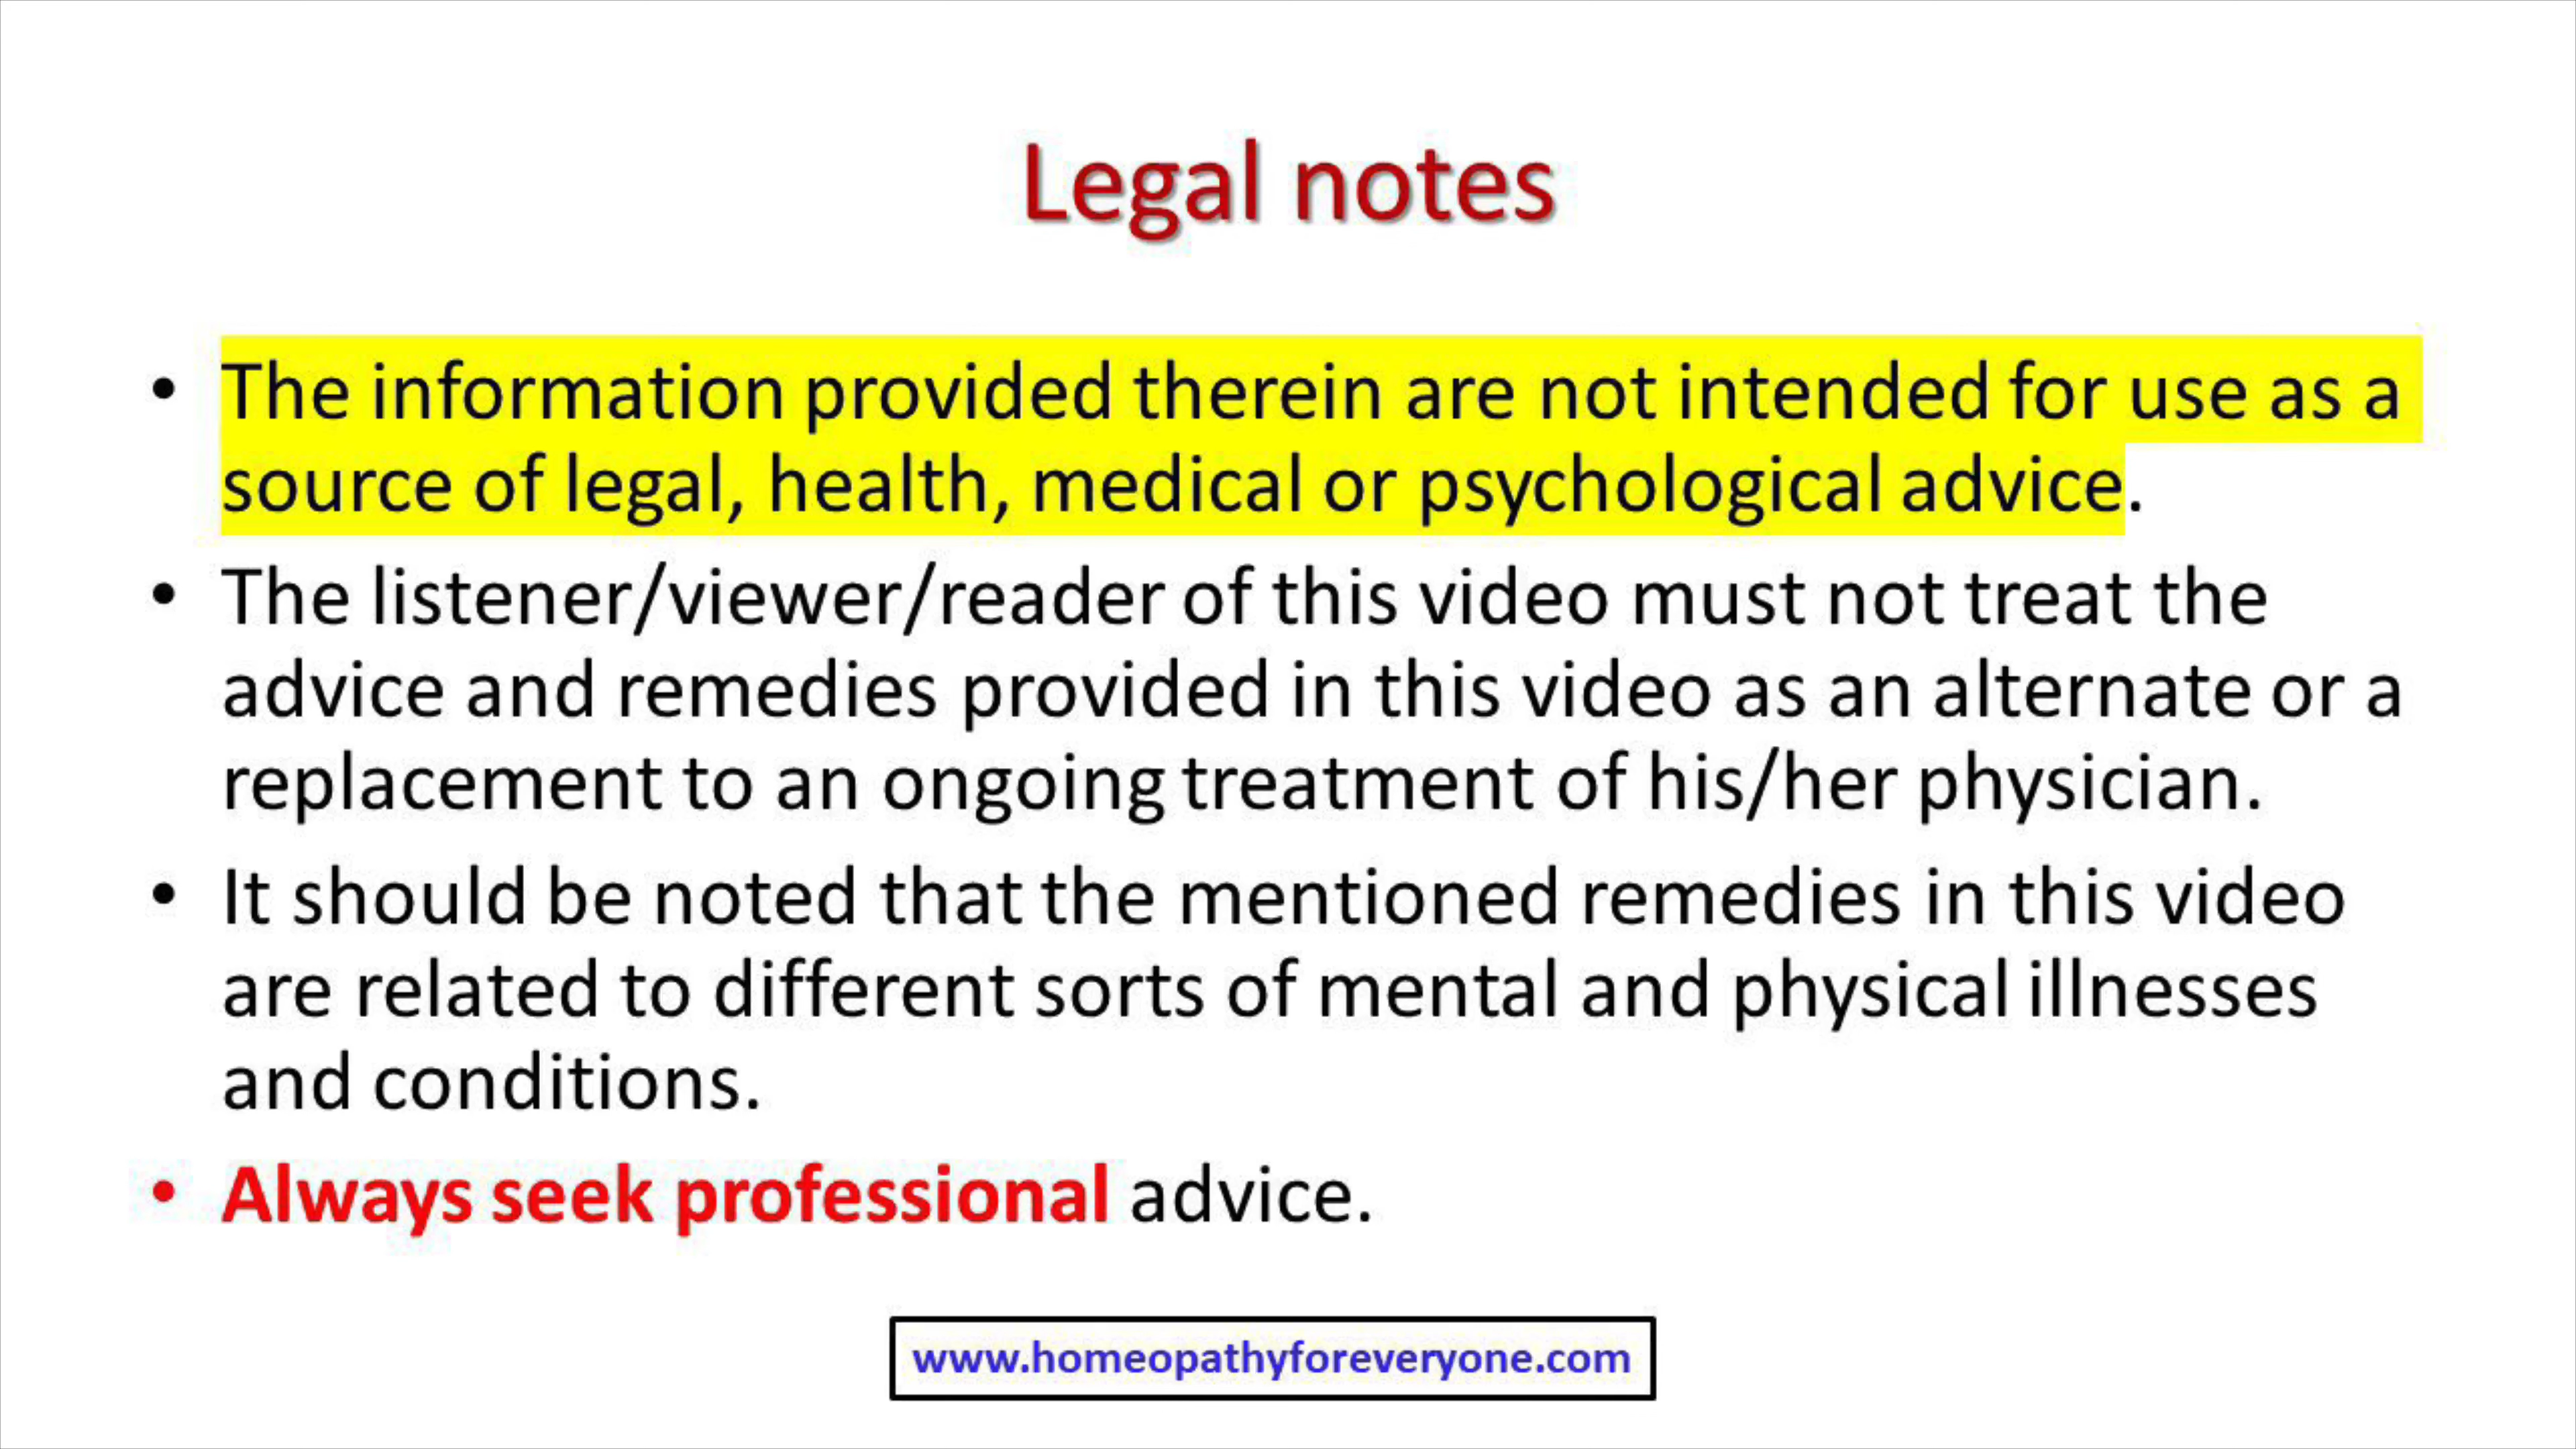 Legal notes
• The information provided therein are not intended for use as a
source of legal, health, medical or psychological advice.
• The listener/viewer/reader of this video must not treat the
advice and remedies provided in this video as an alternate or a
replacement to an ongoing treatment of his/her physician.
• It should be noted that the mentioned remedies in this video
are related to different sorts of mental and physical illnesses
and conditions.
• Always seek professional advice.
www.homeopathyforeveryone.com